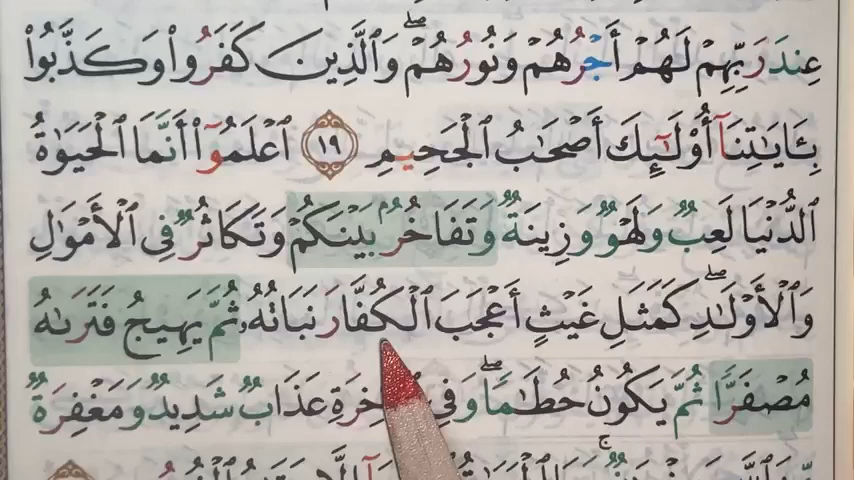 عِندَ رَبِّهِمْ لَهُمْ أَجْرُهُمْ وَنُورُهُمْ ۖ وَٱلَّذِينَ كَفَرُوا۟ وَكَذَّبُوا۟
بِـَٔايَـٰتِنَآ أُو۟لَـٰٓئِكَ أَصْحَـٰبُ ٱلْجَحِيمِ ١٩ ٱعْلَمُوٓا۟ أَنَّمَا ٱلْحَيَوٰةُ
ٱلدُّنْيَا لَعِبٌ وَلَهْوٌ وَزِينَةٌ وَتَفَاخُرٌۢ بَيْنَكُمْ وَتَكَاثُرٌ فِى ٱلْأَمْوَٰلِ
وَٱلْأَوْلَـٰدِ ۖ كَمَثَلِ غَيْثٍ أَعْجَبَ ٱلْكُفَّارَ نَبَاتُهُۥ ثُمَّ يَهِيجُ فَتَرَىٰهُ
مُصْفَرًّا ثُمَّ يَكُونُ حُطَـٰمًا ۖ وَفِى عَذَابٌ شَدِيدٌ وَمَغْفِرَةٌ